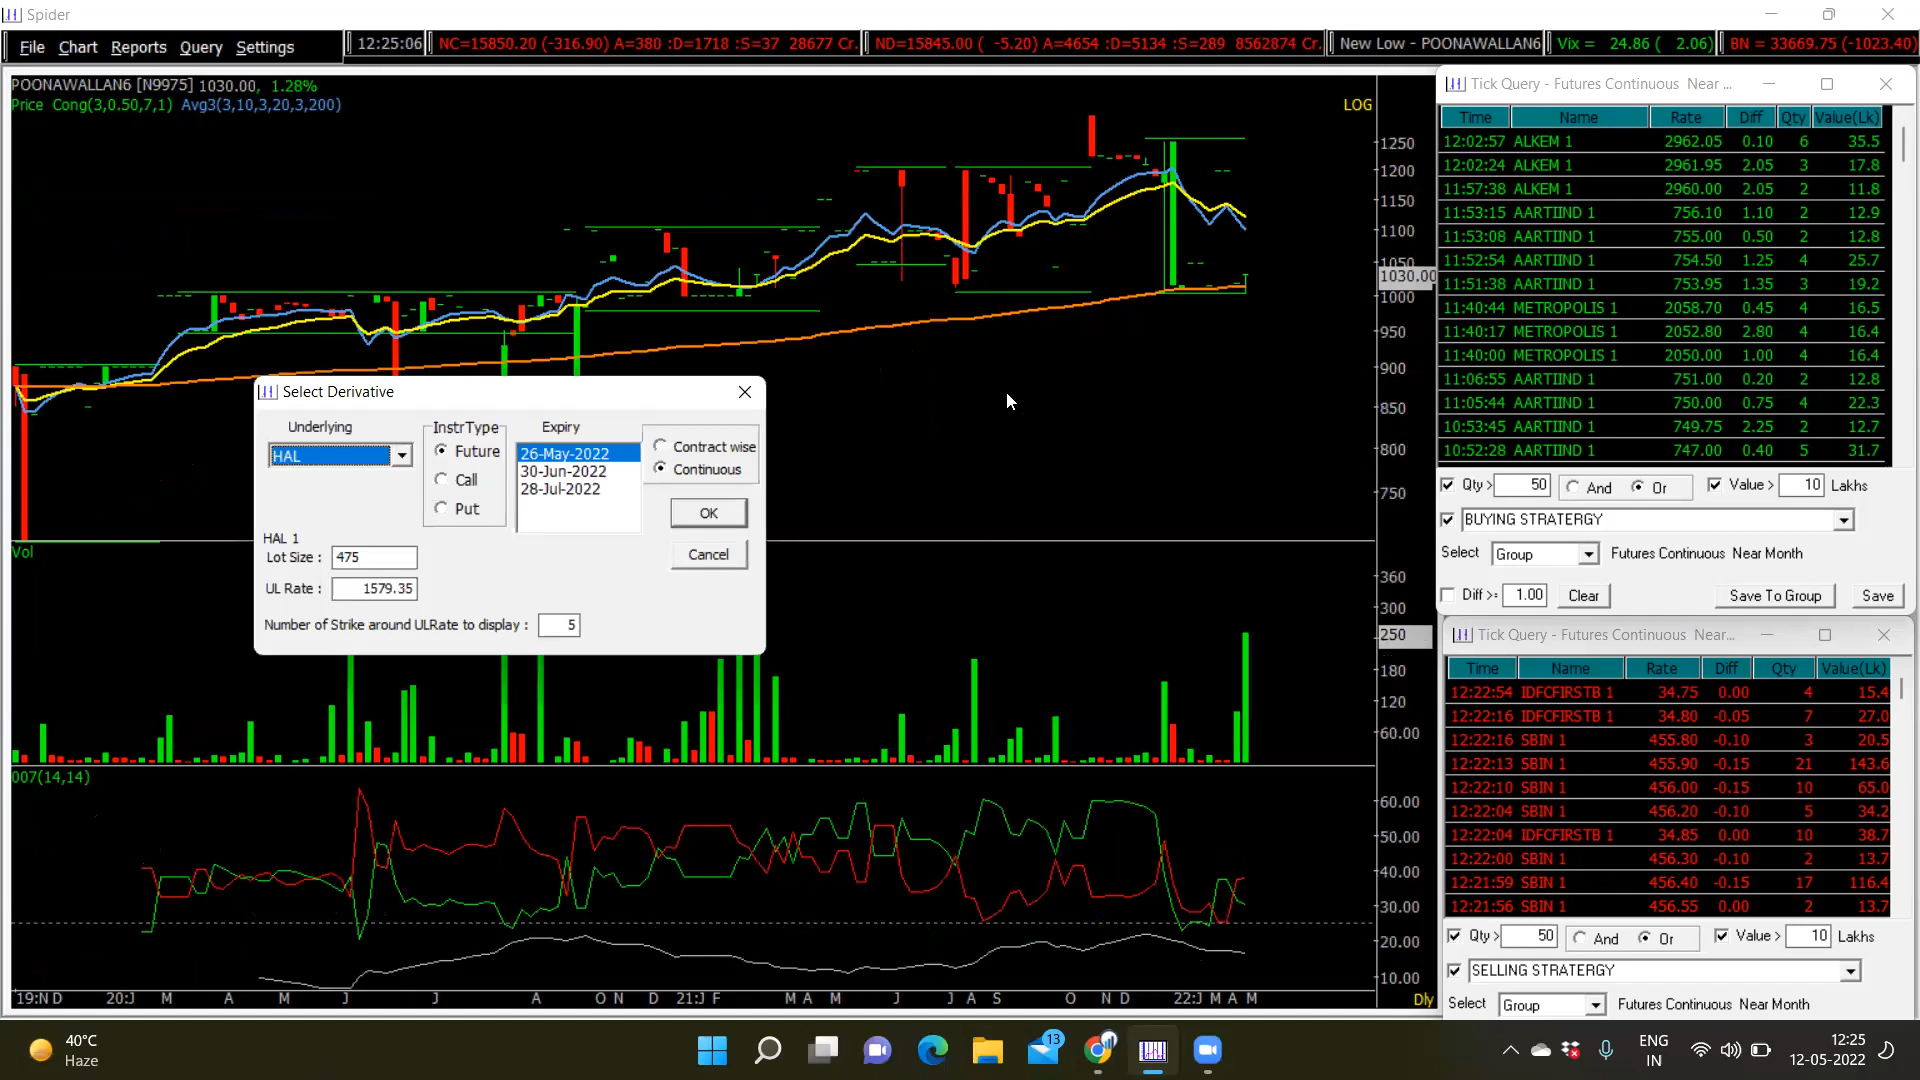 Spider
File Chart Reports Query Settings
12:25:06
NC=15850.20 (-316.90) A=380 :D=1718 :S=37 28677 Cr.
ND=15845.00 ( -5.20) A=4654 :D=5134 :S=289 8562874 Cr.
New Low - POONAWALLAN6
Vix = 24.86 ( 2.06)
BN = 33669.75 (-1023.40)
POONAWALLAN6 [N9975] 1030.00, 1.28%
Price Cong(3,0.50,7,1) Avg3(3,10,3,20,3,200)
LOG
1250
1200
1150
1100
1050
1030.00
1000
950
900
850
800
750
Vol
360
300
250
180
120
60.00
007(14,14)
60.00
50.00
40.00
30.00
20.00
10.00
19:N D 20:J M A M J J A O N D 21:J F M A M J J A S O N D 22:J M A M
Dly
Select Derivative
Underlying InstrType Expiry
HAL
Future
Call
Put
26-May-2022
30-Jun-2022
28-Jul-2022
Contract wise
Continuous
OK
Cancel
HAL 1
Lot Size : 475
UL Rate : 1579.35
Number of Strike around ULRate to display : 5
Tick Query - Futures Continuous Near ...
Time Name Rate Diff Qty Value(Lk)
12:02:57 ALKEM 1 2962.05 0.10 6 35.5
12:02:24 ALKEM 1 2961.95 2.05 3 17.8
11:57:38 ALKEM 1 2960.00 2.05 2 11.8
11:53:15 AARTIIND 1 756.10 1.10 2 12.9
11:53:08 AARTIIND 1 755.00 0.50 2 12.8
11:52:54 AARTIIND 1 754.50 1.25 4 25.7
11:51:38 AARTIIND 1 753.95 1.35 3 19.2
11:40:44 METROPOLIS 1 2058.70 0.45 4 16.5
11:40:17 METROPOLIS 1 2052.80 2.80 4 16.4
11:40:00 METROPOLIS 1 2050.00 1.00 4 16.4
11:06:55 AARTIIND 1 751.00 0.20 2 12.8
11:05:44 AARTIIND 1 750.00 0.75 4 22.3
10:53:45 AARTIIND 1 749.75 2.25 2 12.7
10:52:28 AARTIIND 1 747.00 0.40 5 31.7
Qty > 50 And Or Value > 10 Lakhs
BUYING STRATERGY
Select Group Futures Continuous Near Month
Diff >= 1.00 Clear Save To Group Save
Tick Query - Futures Continuous Near...
Time Name Rate Diff Qty Value(Lk)
12:22:54 IDFCFIRSTB 1 34.75 0.00 4 15.4
12:22:16 IDFCFIRSTB 1 34.80 -0.05 7 27.0
12:22:16 SBIN 1 455.80 -0.10 3 20.5
12:22:13 SBIN 1 455.90 -0.15 21 143.6
12:22:10 SBIN 1 456.00 -0.15 10 65.0
12:22:04 SBIN 1 456.20 -0.10 5 34.2
12:22:04 IDFCFIRSTB 1 34.85 0.00 10 38.7
12:22:00 SBIN 1 456.30 -0.10 2 13.7
12:21:59 SBIN 1 456.40 -0.15 17 116.4
12:21:56 SBIN 1 456.55 0.00 2 13.7
Qty > 50 And Or Value > 10 Lakhs
SELLING STRATERGY
Select Group Futures Continuous Near Month
40°C
Haze
13
ENG
IN
12:25
12-05-2022